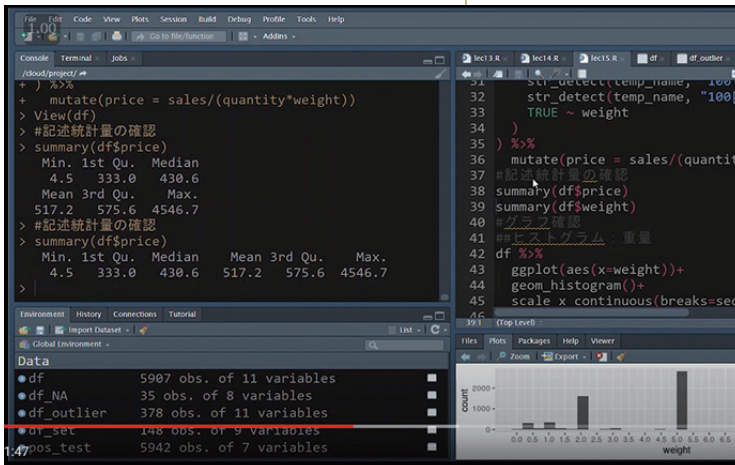 File Edit Code View Plots Session Build Debug Profile Tools Help
1.00
Go to file/function
Addins
Console Terminal Jobs
/cloud/project/
+ ) %>%
+ mutate(price = sales/(quantity*weight))
> View(df)
> #記述統計量の確認
> summary(df$price)
Min. 1st Qu. Median
4.5 333.0 430.6
Mean 3rd Qu. Max.
517.2 575.6 4546.7
> #記述統計量の確認
> summary(df$price)
Min. 1st Qu. Median Mean 3rd Qu. Max.
4.5 333.0 430.6 517.2 575.6 4546.7
>
Environment History Connections Tutorial
Import Dataset
List
Global Environment
Data
df 5907 obs. of 11 variables
df_NA 35 obs. of 8 variables
df_outlier 378 obs. of 11 variables
df_set 148 obs. of 9 variables
pos_test 5942 obs. of 7 variables
1:47
lec13.R lec14.R lec15.R df df_outlier
31 str_detect(temp_name, "100
32 str_detect(temp_name, "100
33 TRUE ~ weight
34 )
35 ) %>%
36 mutate(price = sales/(quantit
37 #記述統計量の確認
38 summary(df$price)
39 summary(df$weight)
40 #グラフ確認
41 ##ヒストグラム：重量
42 df %>%
43 ggplot(aes(x=weight))+
44 geom_histogram()+
45 scale_x_continuous(breaks=seq
46
39:1 (Top Level)
Files Plots Packages Help Viewer
Zoom Export
count
2000
1000
0
0.0 0.5 1.0 1.5 2.0 2.5 3.0 3.5 4.0 4.5 5.0 5.5 6.0 6.5
weight